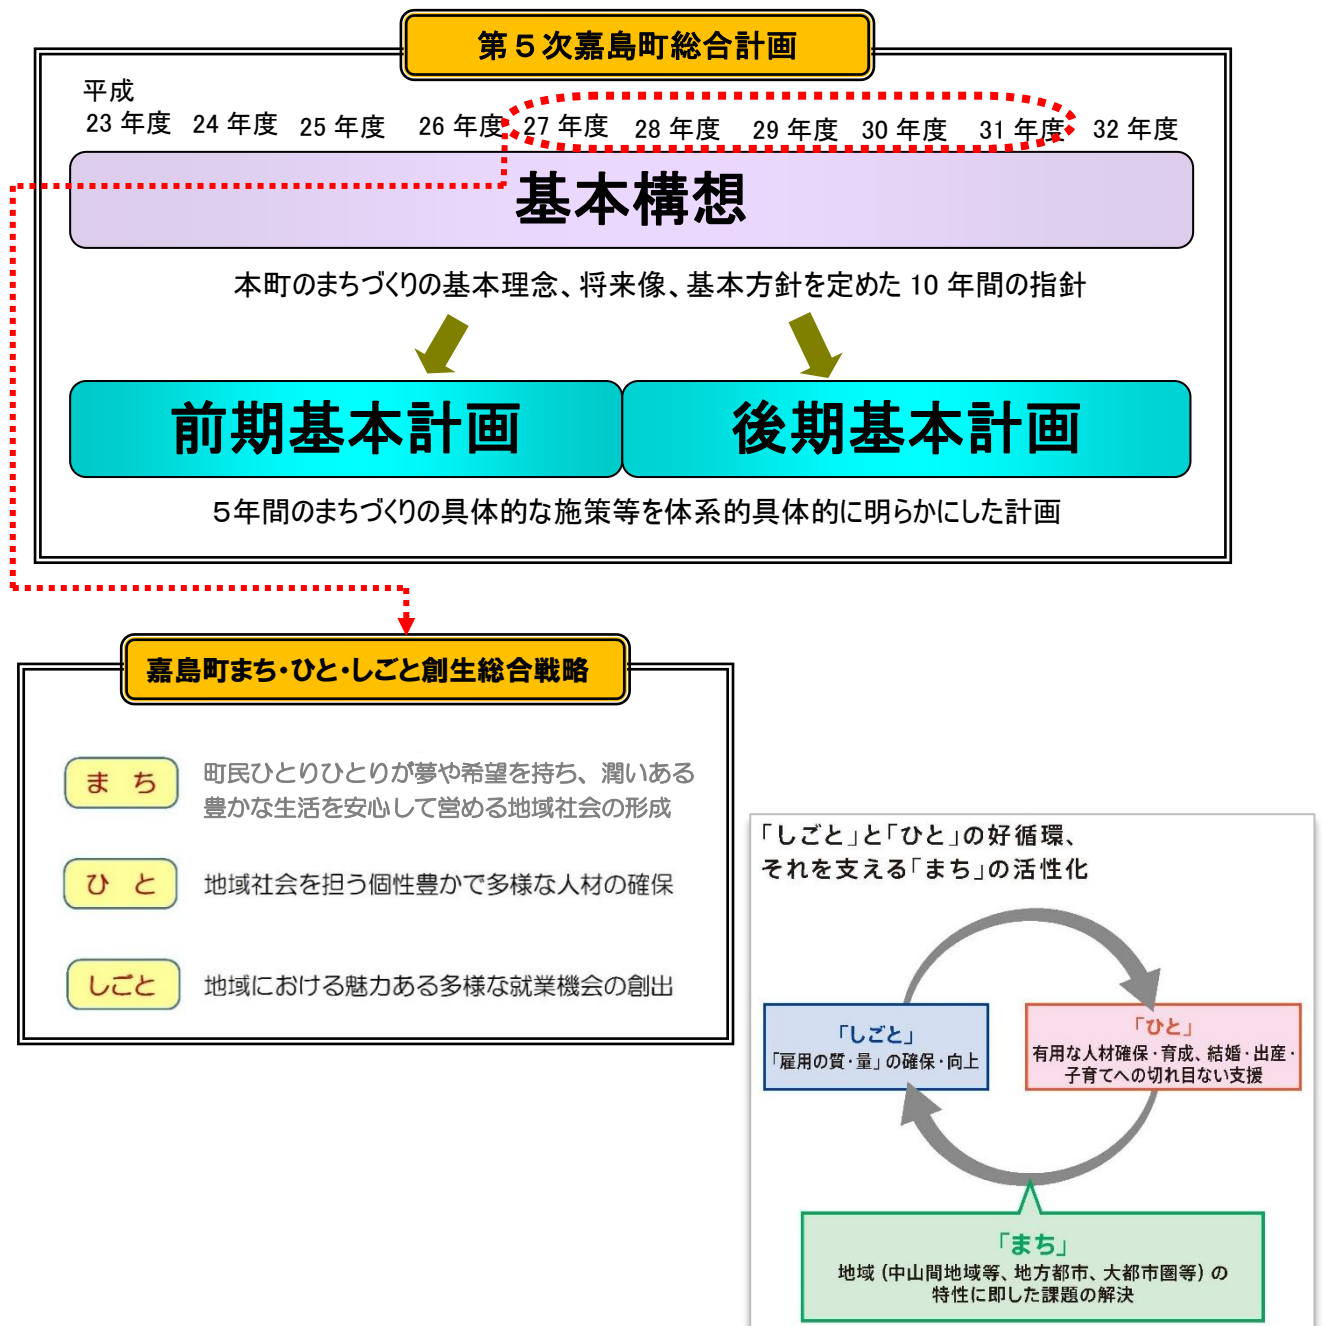 第５次嘉島町総合計画
平成
23 年度 24 年度 25 年度 26 年度 27 年度 28 年度 29 年度 30 年度 31 年度 32 年度
基本構想
本町のまちづくりの基本理念、将来像、基本方針を定めた 10 年間の指針
前期基本計画 後期基本計画
５年間のまちづくりの具体的な施策等を体系的具体的に明らかにした計画
嘉島町まち・ひと・しごと創生総合戦略
まち 町民ひとりひとりが夢や希望を持ち、潤いある
豊かな生活を安心して営める地域社会の形成
ひと 地域社会を担う個性豊かで多様な人材の確保
しごと 地域における魅力ある多様な就業機会の創出
「しごと」と「ひと」の好循環、
それを支える「まち」の活性化
「しごと」
「雇用の質・量」の確保・向上
「ひと」
有用な人材確保・育成、結婚・出産・
子育てへの切れ目ない支援
「まち」
地域 (中山間地域等、地方都市、大都市圏等) の
特性に即した課題の解決